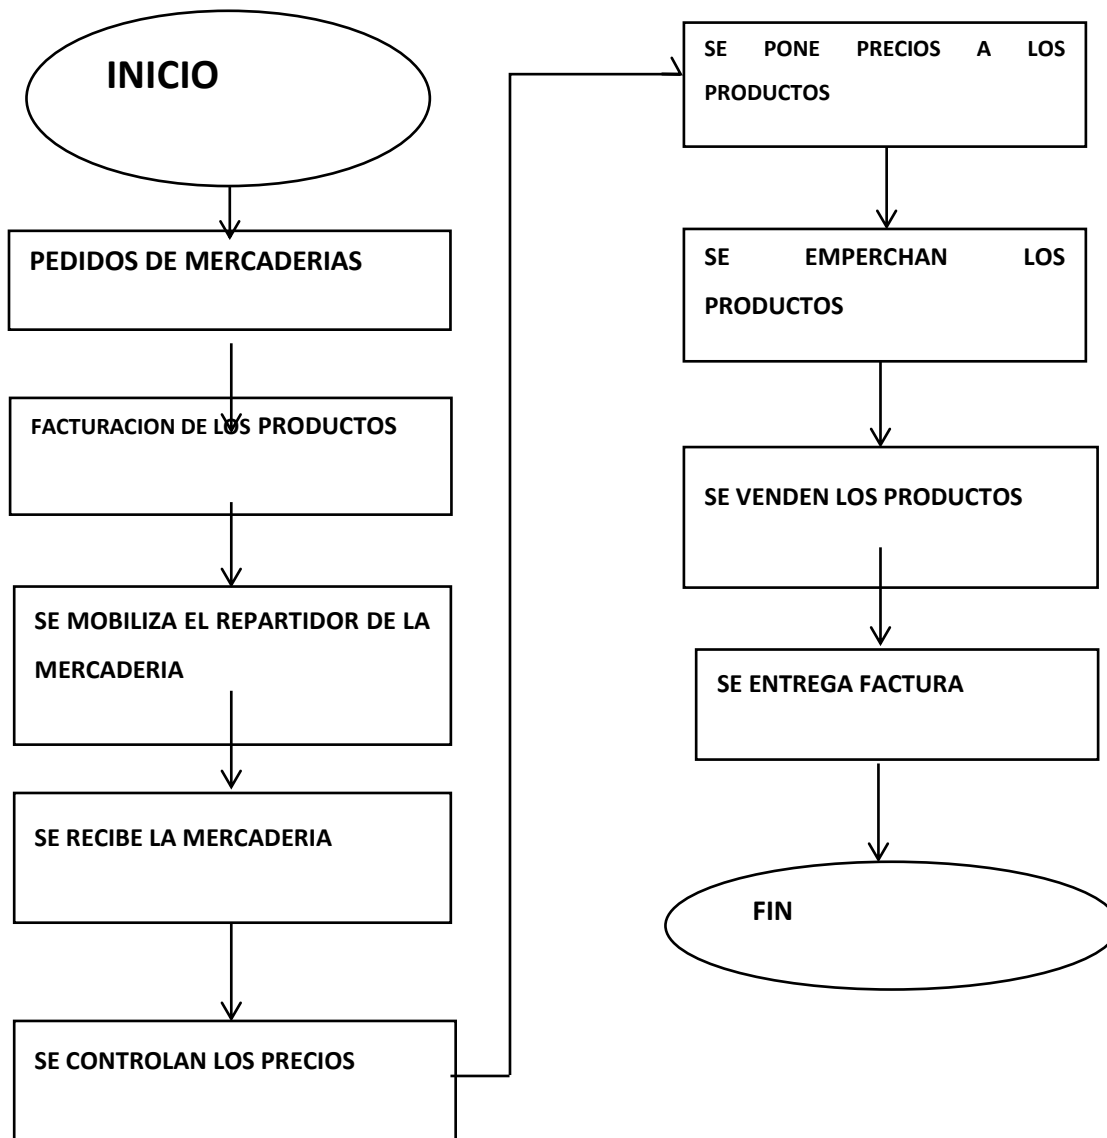 INICIO
PEDIDOS DE MERCADERIAS
FACTURACION DE LOS PRODUCTOS
SE MOBILIZA EL REPARTIDOR DE LA
MERCADERIA
SE RECIBE LA MERCADERIA
SE CONTROLAN LOS PRECIOS
SE PONE PRECIOS A LOS
PRODUCTOS
SE EMPERCHAN LOS
PRODUCTOS
SE VENDEN LOS PRODUCTOS
SE ENTREGA FACTURA
FIN